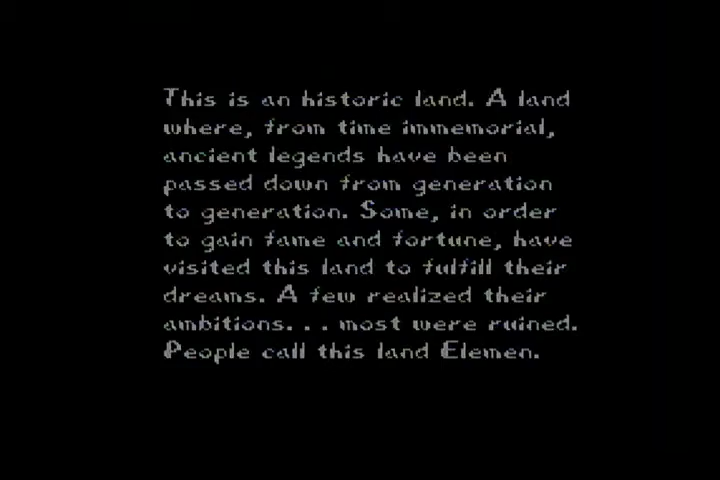 This is an historic land. A land
where, from time immemorial,
ancient legends have been
passed down from generation
to generation. Some, in order
to gain fame and fortune, have
visited this land to fulfill their
dreams. A few realized their
ambitions. . . most were ruined.
People call this land Elemen.